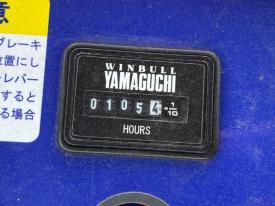 意
ブレーキ
位置にし
レバー
すると
る場合
WINBULL
YAMAGUCHI
01054 1/10
HOURS